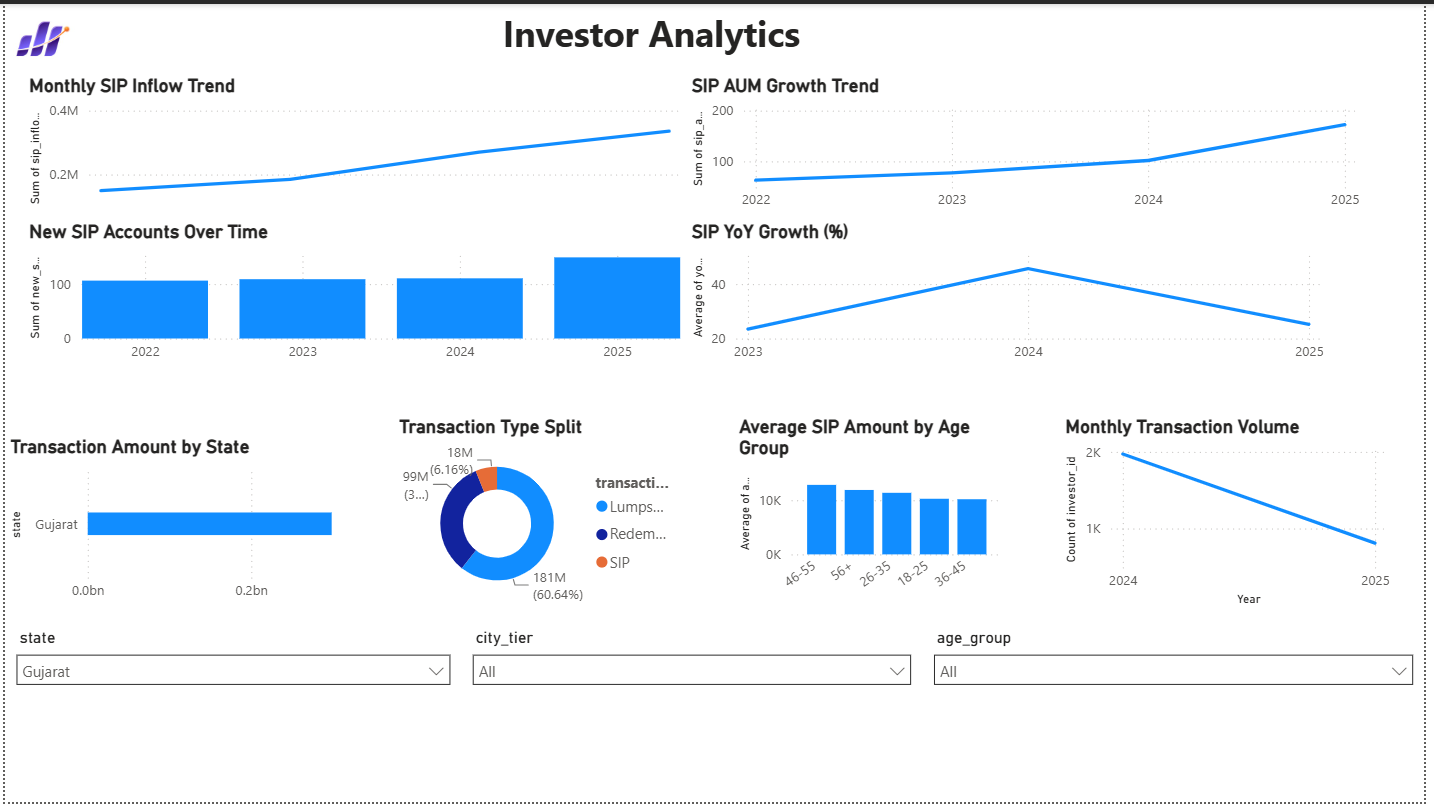 Investor Analytics
Monthly SIP Inflow Trend
Sum of sip_inflo...
0.4M
0.2M
SIP AUM Growth Trend
Sum of sip_a...
200
100
2022
2023
2024
2025
New SIP Accounts Over Time
Sum of new_s...
100
0
2022
2023
2024
2025
SIP YoY Growth (%)
Average of yo...
40
20
2023
2024
2025
Transaction Amount by State
state
Gujarat
0.0bn
0.2bn
Transaction Type Split
18M
(6.16%)
99M
(3...)
181M
(60.64%)
transacti...
Lumps...
Redem...
SIP
Average SIP Amount by Age
Group
Average of a...
10K
0K
46-55
56+
26-35
18-25
36-45
Monthly Transaction Volume
Count of investor_id
2K
1K
2024
2025
Year
state
Gujarat
city_tier
All
age_group
All